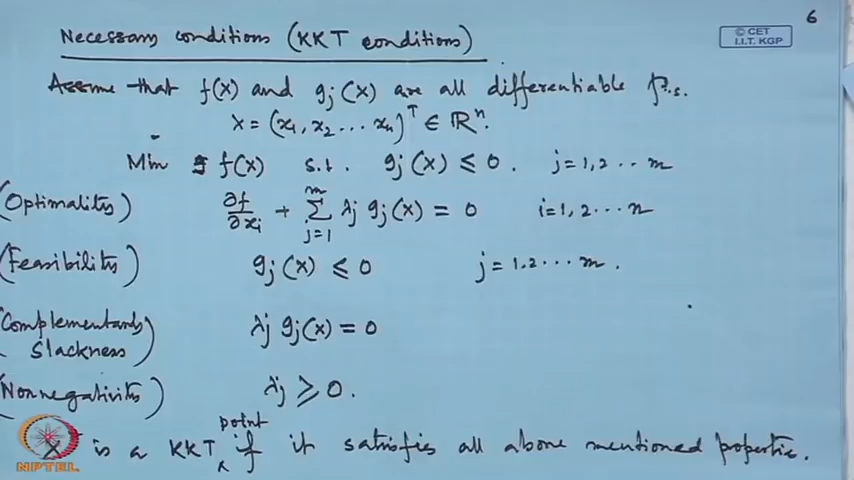 6
© CET
I.I.T. KGP
Necessary conditions (KKT conditions)
Assume that f(x) and gj(x) are all differentiable fns.
X = (x1, x2 ... xn)^T ∈ ℝ^n.
Min f(x) s.t. gj(x) ≤ 0. j = 1,2 ... m
(Optimality) ∂f/∂xi + Σ_{j=1}^{m} λj gj(x) = 0 i = 1,2 ... n
(Feasibility) gj(x) ≤ 0 j = 1,2 ... m.
(Complementary Slackness) λj gj(x) = 0
(Nonnegativity) λj ≥ 0.
is a KKT point if it satisfies all above mentioned properties.
NPTEL